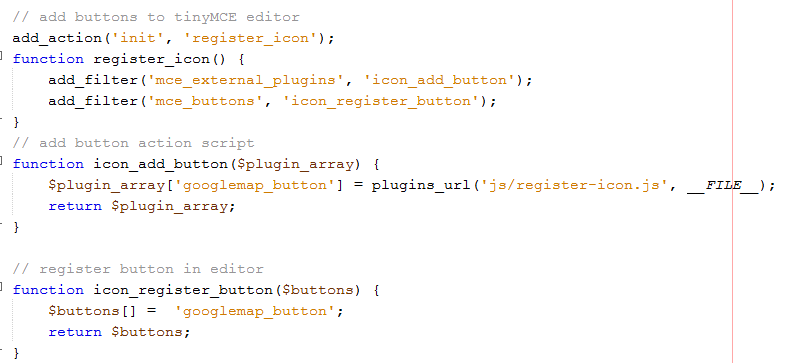 // add buttons to tinyMCE editor
add_action('init', 'register_icon');
function register_icon() {
    add_filter('mce_external_plugins', 'icon_add_button');
    add_filter('mce_buttons', 'icon_register_button');
}
// add button action script
function icon_add_button($plugin_array) {
    $plugin_array['googlemap_button'] = plugins_url('js/register-icon.js', __FILE__);
    return $plugin_array;
}
// register button in editor
function icon_register_button($buttons) {
    $buttons[] =  'googlemap_button';
    return $buttons;
}